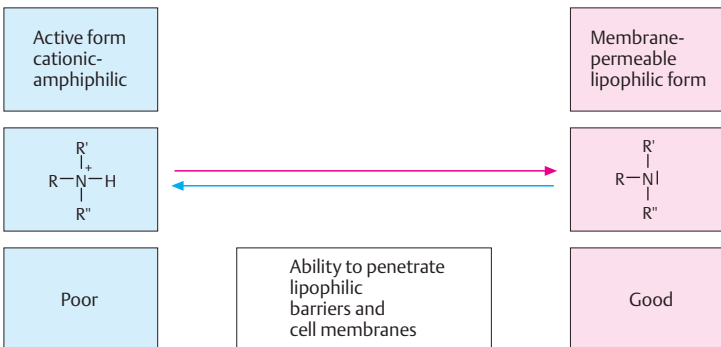 Active form
cationic-
amphiphilic
Membrane-
permeable
lipophilic form
R'
+
R—N—H
R"
R'
R—N|
R"
Poor
Ability to penetrate
lipophilic
barriers and
cell membranes
Good